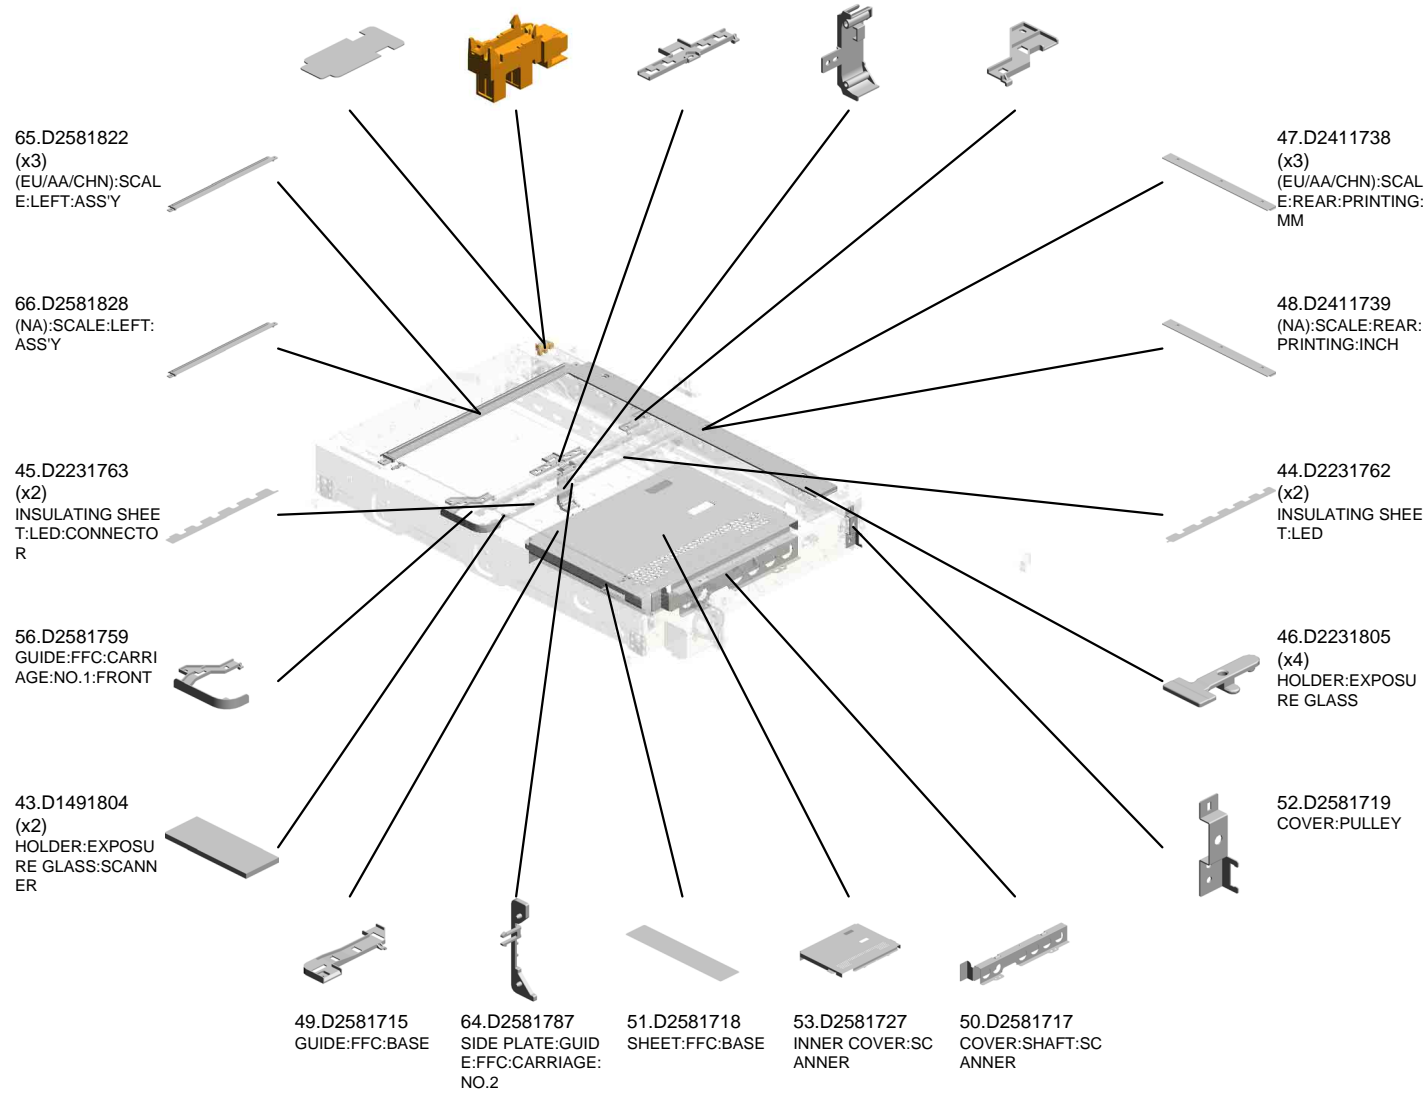 65.D2581822
(x3)
(EU/AA/CHN):SCAL
E:LEFT:ASS'Y
47.D2411738
(x3)
(EU/AA/CHN):SCAL
E:REAR:PRINTING:
MM
66.D2581828
(NA):SCALE:LEFT:
ASS'Y
48.D2411739
(NA):SCALE:REAR:
PRINTING:INCH
45.D2231763
(x2)
INSULATING SHEE
T:LED:CONNECTO
R
44.D2231762
(x2)
INSULATING SHEE
T:LED
56.D2581759
GUIDE:FFC:CARRI
AGE:NO.1:FRONT
46.D2231805
(x4)
HOLDER:EXPOSU
RE GLASS
43.D1491804
(x2)
HOLDER:EXPOSU
RE GLASS:SCANN
ER
52.D2581719
COVER:PULLEY
49.D2581715
GUIDE:FFC:BASE
64.D2581787
SIDE PLATE:GUID
E:FFC:CARRIAGE:
NO.2
51.D2581718
SHEET:FFC:BASE
53.D2581727
INNER COVER:SC
ANNER
50.D2581717
COVER:SHAFT:SC
ANNER